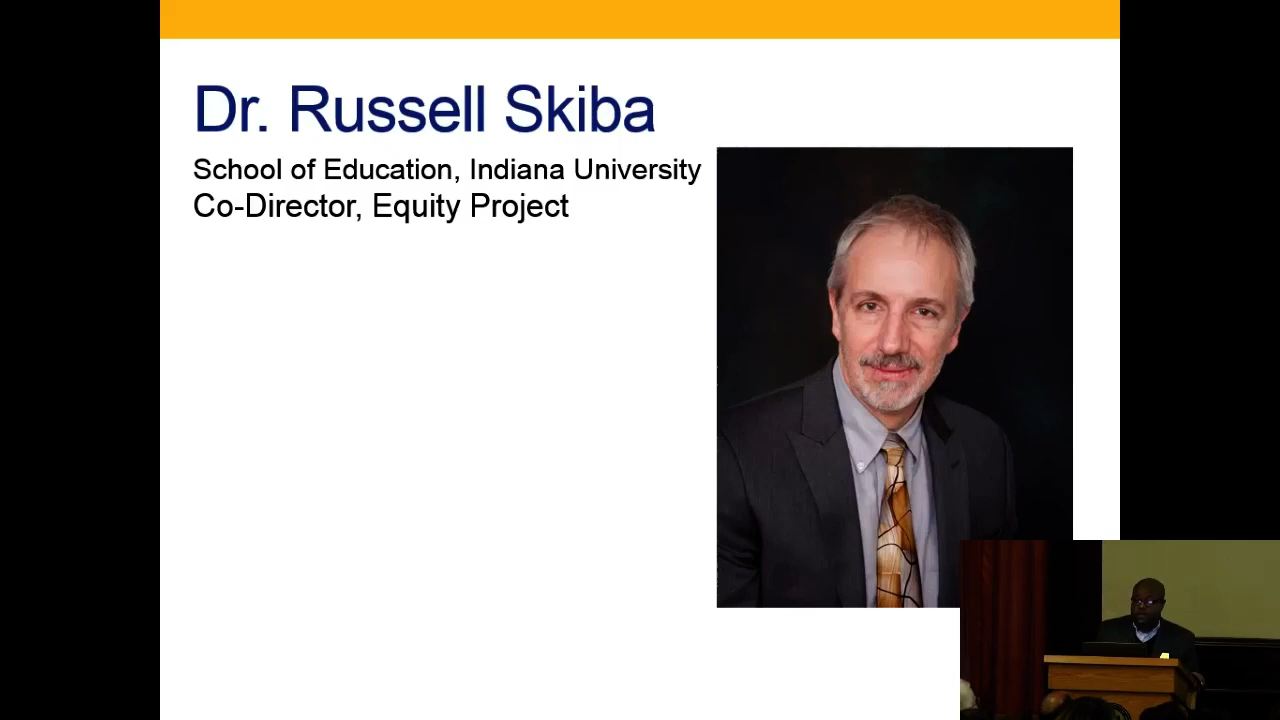 Dr. Russell Skiba
School of Education, Indiana University
Co-Director, Equity Project